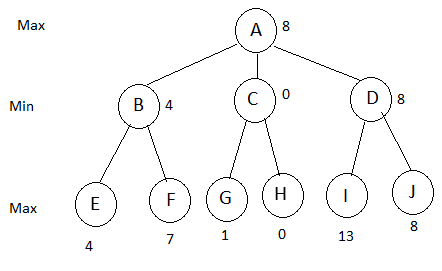 Max A 8
Min B 4 C 0 D 8
Max E F G H I J
4 7 1 0 13 8